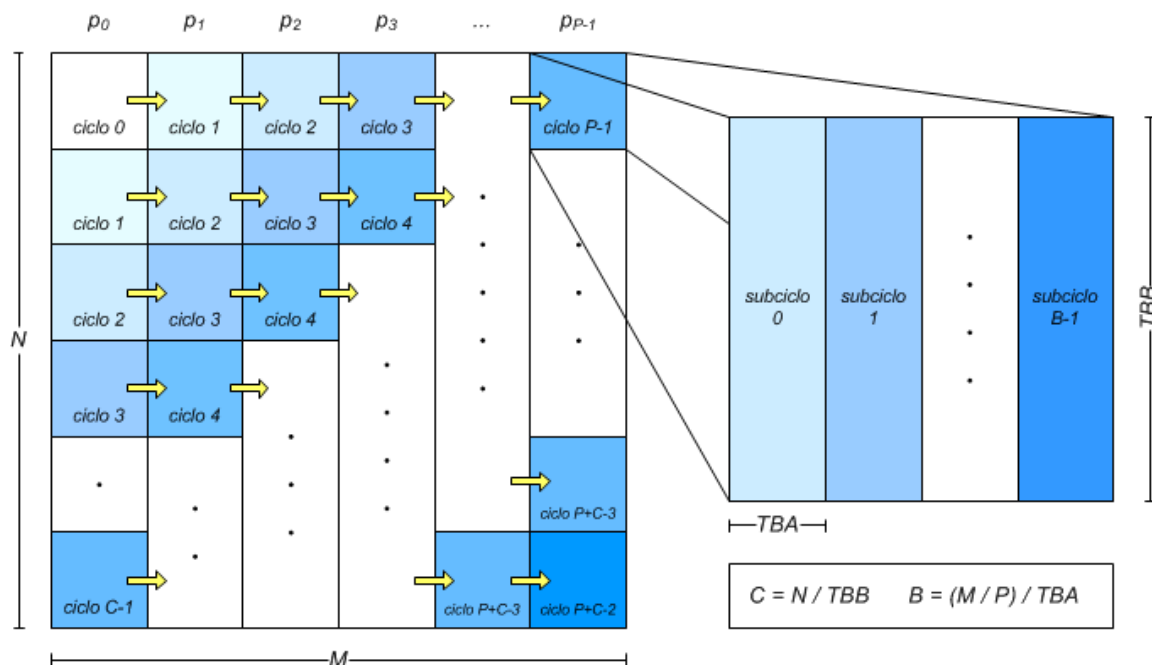 p0 p1 p2 p3 ... pP-1
ciclo 0 ciclo 1 ciclo 2 ciclo 3 ciclo P-1
ciclo 1 ciclo 2 ciclo 3 ciclo 4
ciclo 2 ciclo 3 ciclo 4
subciclo subciclo subciclo
0 1 B-1
TBB
N
ciclo 3 ciclo 4
ciclo P+C-3
TBA
ciclo C-1 ciclo P+C-3 ciclo P+C-2
C = N / TBB B = (M / P) / TBA
M